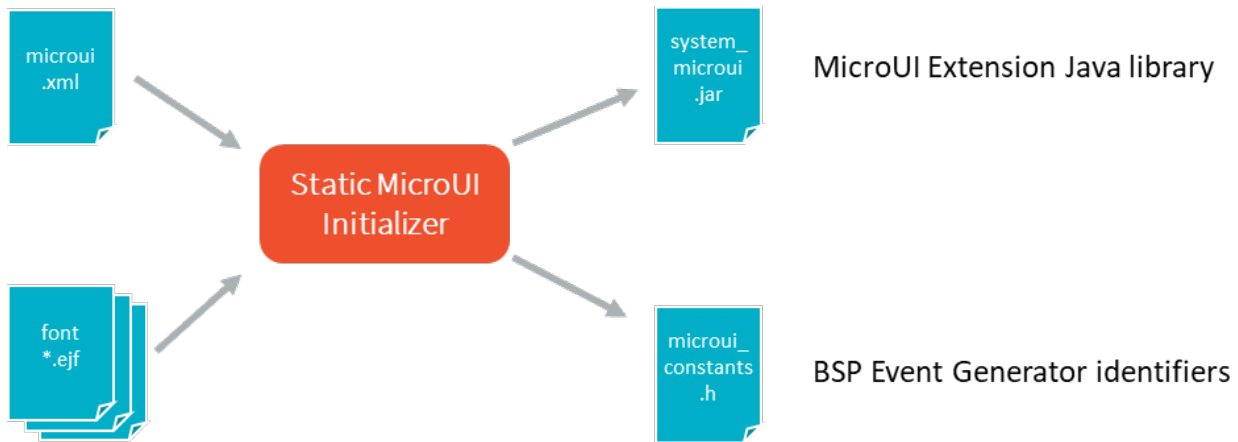 microui
.xml
font
*.ejf
Static MicroUI
Initializer
system_
microui
.jar
MicroUI Extension Java library
microui_
constants
.h
BSP Event Generator identifiers